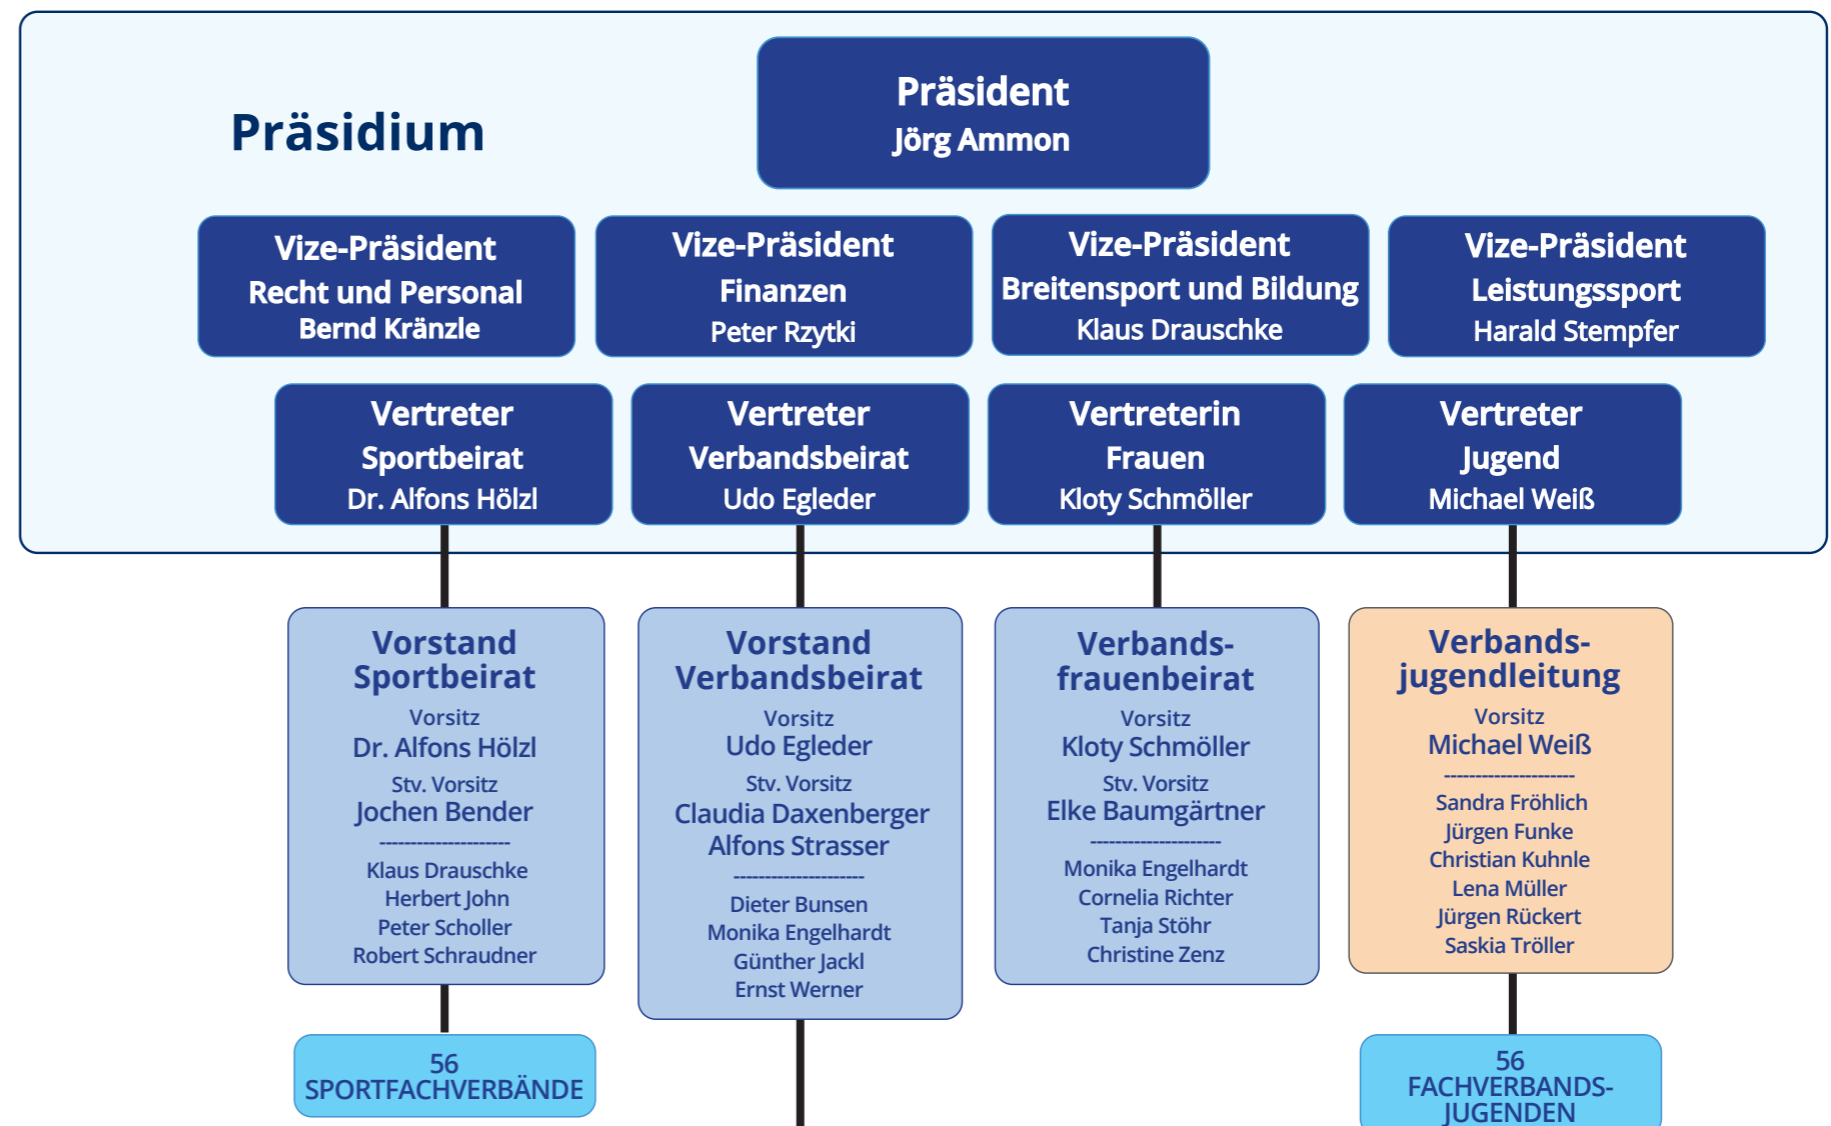 Präsidium
Präsident
Jörg Ammon
Vize-Präsident
Recht und Personal
Bernd Kränzle
Vize-Präsident
Finanzen
Peter Rzytki
Vize-Präsident
Breitensport und Bildung
Klaus Drauschke
Vize-Präsident
Leistungssport
Harald Stempfer
Vertreter
Sportbeirat
Dr. Alfons Hölzl
Vertreter
Verbandsbeirat
Udo Egleder
Vertreterin
Frauen
Kloty Schmöller
Vertreter
Jugend
Michael Weiß
Vorstand
Sportbeirat
Vorsitz
Dr. Alfons Hölzl
Stv. Vorsitz
Jochen Bender
---------------------
Klaus Drauschke
Herbert John
Peter Scholler
Robert Schraudner
Vorstand
Verbandsbeirat
Vorsitz
Udo Egleder
Stv. Vorsitz
Claudia Daxenberger
Alfons Strasser
---------------------
Dieter Bunsen
Monika Engelhardt
Günther Jackl
Ernst Werner
Verbands-
frauenbeirat
Vorsitz
Kloty Schmöller
Stv. Vorsitz
Elke Baumgärtner
---------------------
Monika Engelhardt
Cornelia Richter
Tanja Stöhr
Christine Zenz
Verbands-
jugendleitung
Vorsitz
Michael Weiß
---------------------
Sandra Fröhlich
Jürgen Funke
Christian Kuhnle
Lena Müller
Jürgen Rückert
Saskia Tröller
56
SPORTFACHVERBÄNDE
56
FACHVERBANDS-
JUGENDEN